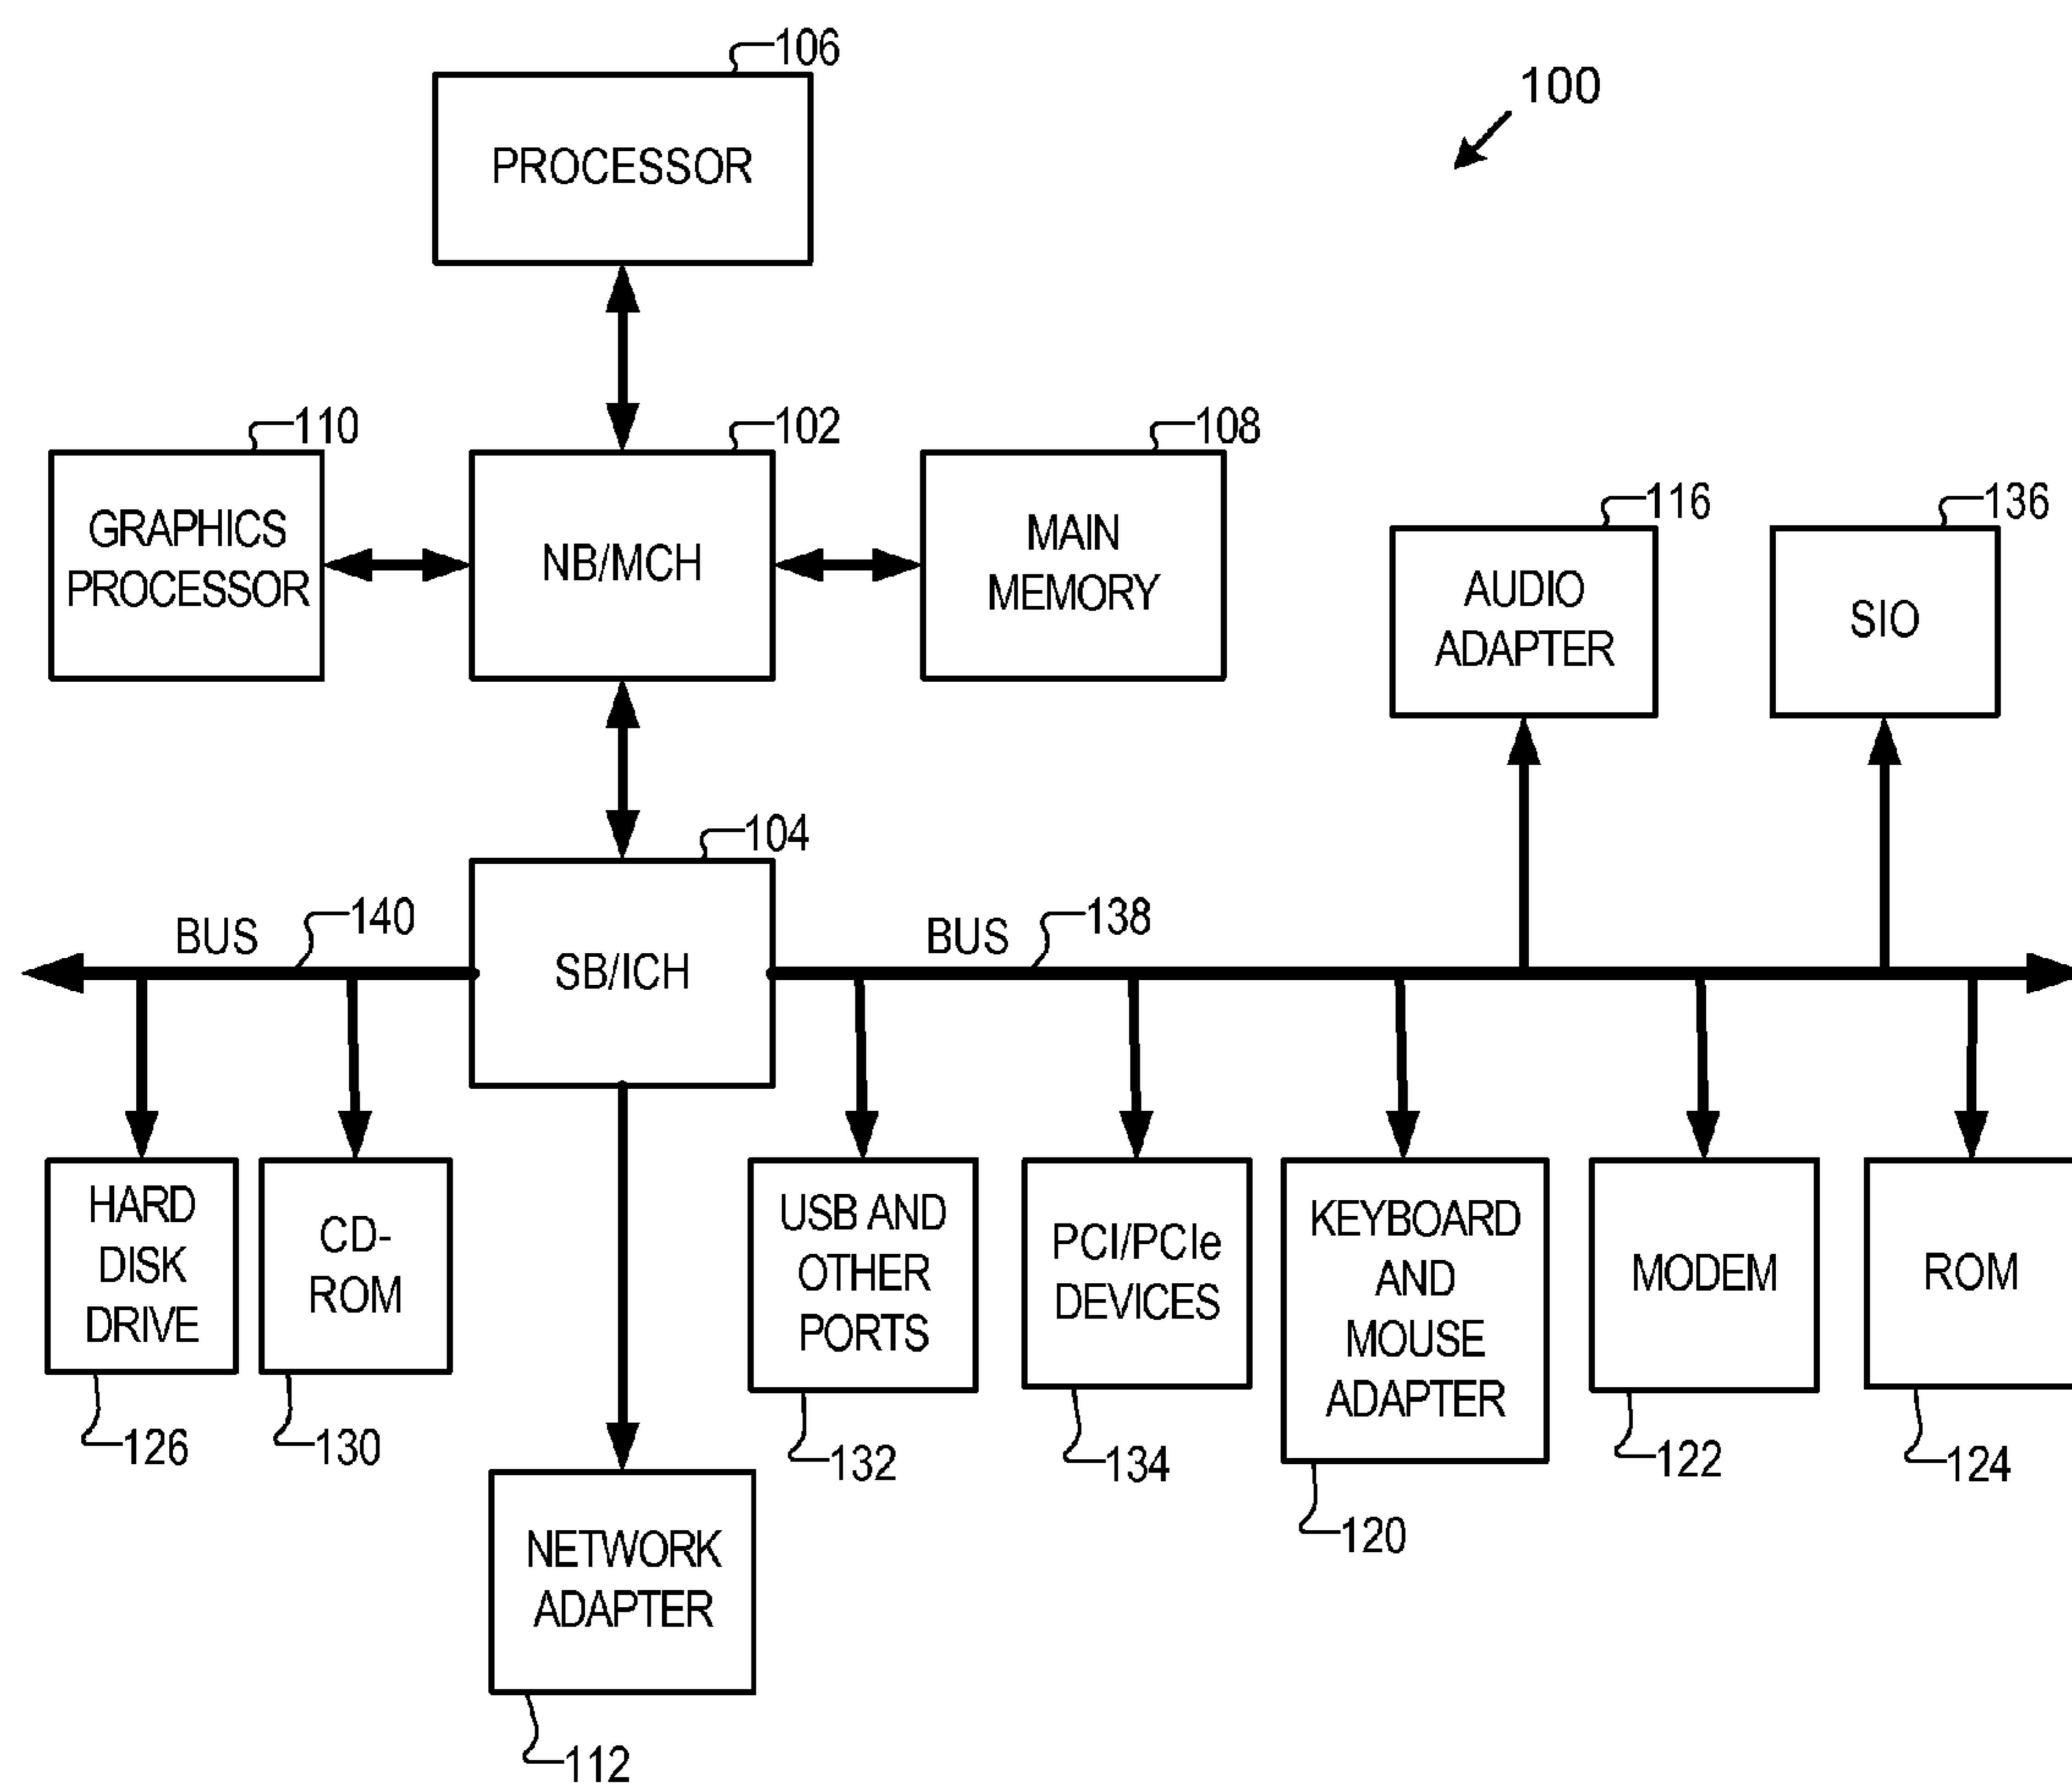 106
PROCESSOR
100
110
102
108
GRAPHICS
PROCESSOR
NB/MCH
MAIN
MEMORY
116
136
AUDIO
ADAPTER
SIO
104
BUS
140
SB/ICH
BUS
138
HARD
DISK
DRIVE
CD-
ROM
USB AND
OTHER
PORTS
PCI/PCIe
DEVICES
KEYBOARD
AND
MOUSE
ADAPTER
MODEM
ROM
126
130
132
134
120
122
124
NETWORK
ADAPTER
112